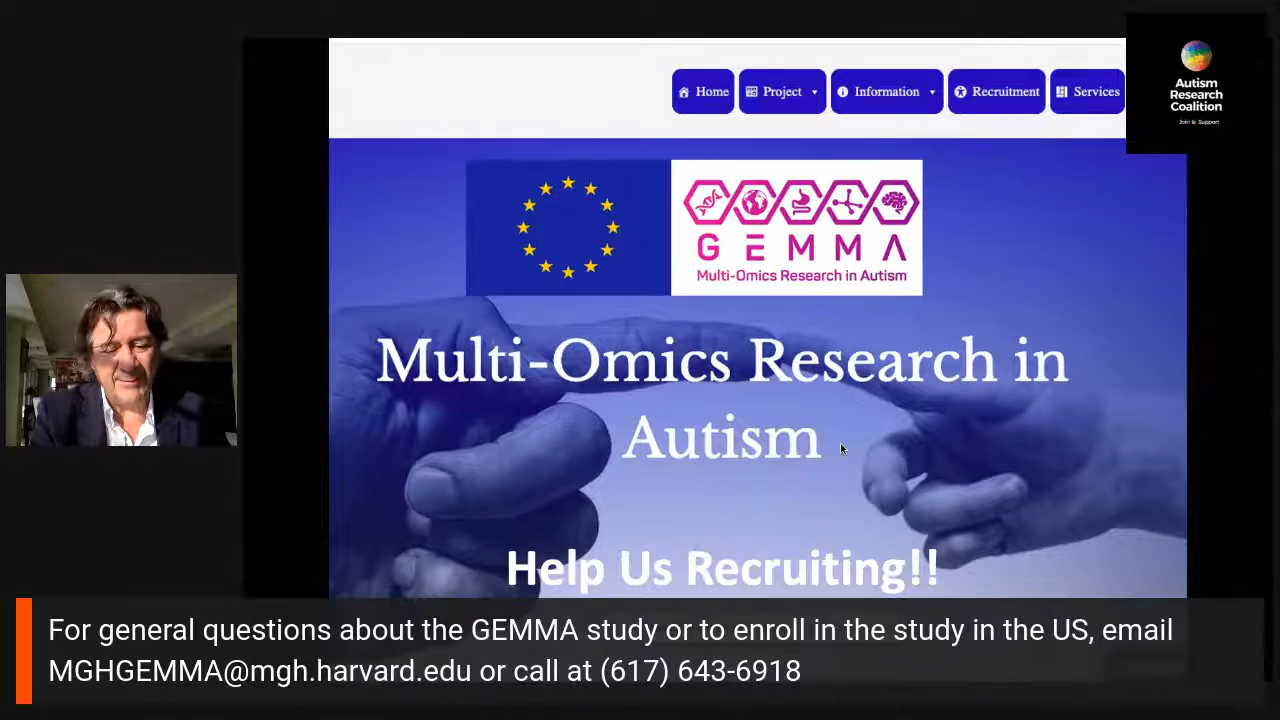 Home
Project
Information
Recruitment
Services
Autism
Research
Coalition
Join
Support
GEMMA
Multi-Omics Research in Autism
Multi-Omics Research in
Autism
Help Us Recruiting!!
For general questions about the GEMMA study or to enroll in the study in the US, email
MGHGEMMA@mgh.harvard.edu or call at (617) 643-6918